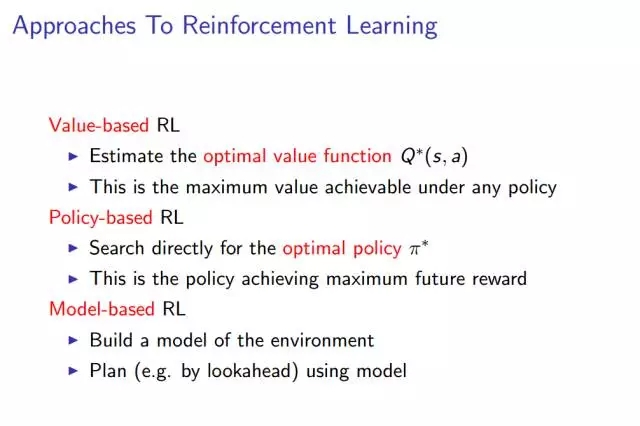 Approaches To Reinforcement Learning
Value-based RL
▶ Estimate the optimal value function Q*(s, a)
▶ This is the maximum value achievable under any policy
Policy-based RL
▶ Search directly for the optimal policy π*
▶ This is the policy achieving maximum future reward
Model-based RL
▶ Build a model of the environment
▶ Plan (e.g. by lookahead) using model